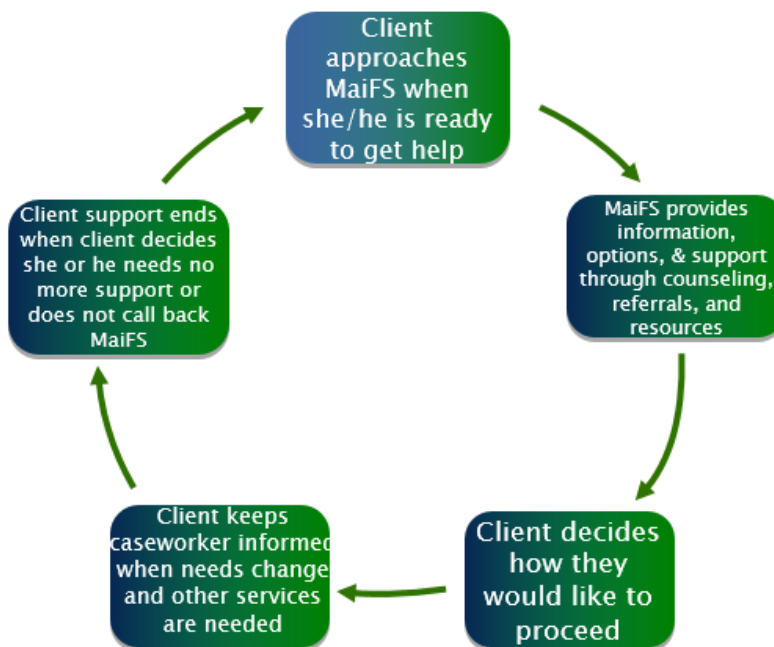 Client
approaches
MaiFS when
she/he is ready
to get help
MaiFS provides
information,
options, & support
through counseling,
referrals, and
resources
Client decides
how they
would like to
proceed
Client keeps
caseworker informed
when needs change
and other services
are needed
Client support ends
when client decides
she or he needs no
more support or
does not call back
MaiFS